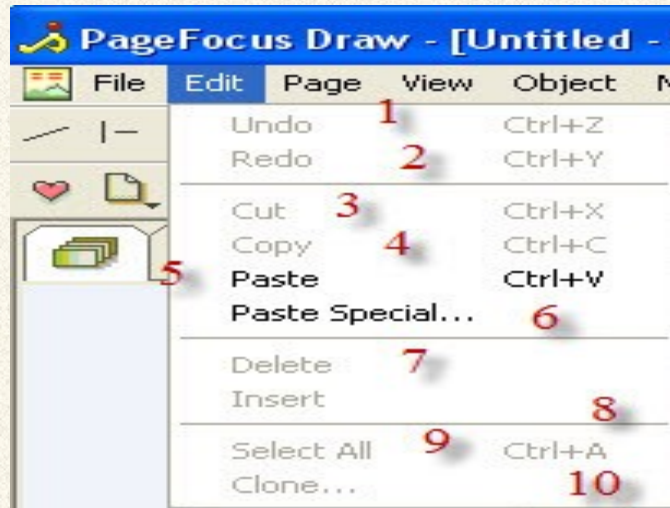 PageFocus Draw - [Untitled -
File Edit Page View Object
1
Undo Ctrl+Z
Redo 2 Ctrl+Y
Cut 3 Ctrl+X
Copy 4 Ctrl+C
5 Paste Ctrl+V
Paste Special... 6
Delete 7
Insert 8
Select All 9 Ctrl+A
Clone... 10